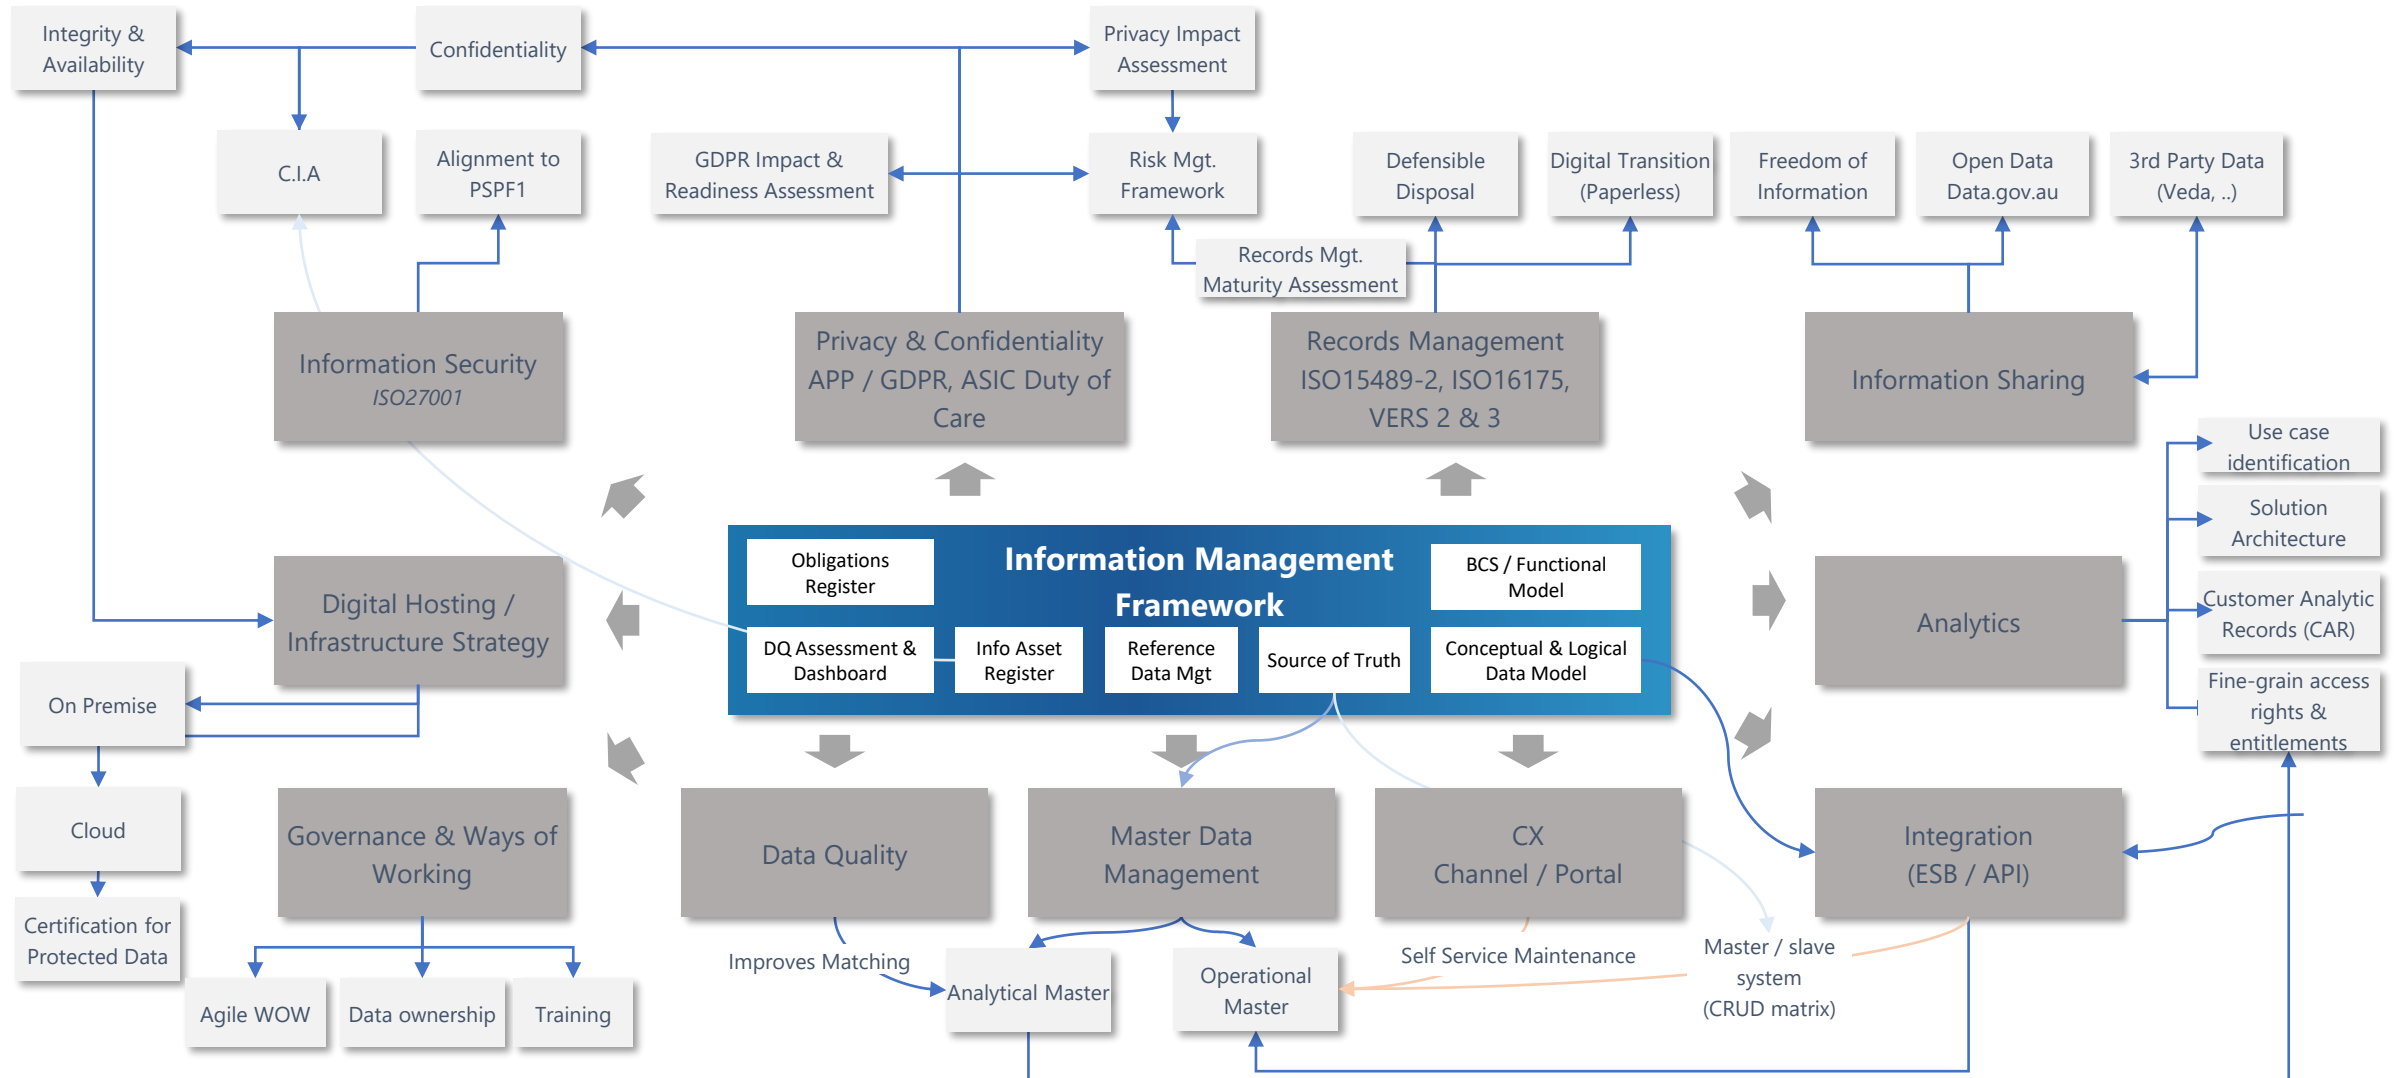 Integrity &
Availability
Confidentiality
Privacy Impact
Assessment
C.I.A
Alignment to
PSPF1
GDPR Impact &
Readiness Assessment
Risk Mgt.
Framework
Defensible
Disposal
Digital Transition
(Paperless)
Freedom of
Information
Open Data
Data.gov.au
3rd Party Data
(Veda, ..)
Records Mgt.
Maturity Assessment
Information Security
ISO27001
Privacy & Confidentiality
APP / GDPR, ASIC Duty of
Care
Records Management
ISO15489-2, ISO16175,
VERS 2 & 3
Information Sharing
Use case
identification
Solution
Architecture
Customer Analytic
Records (CAR)
Fine-grain access
rights &
entitlements
Digital Hosting /
Infrastructure Strategy
Obligations
Register
Information Management
Framework
BCS / Functional
Model
DQ Assessment &
Dashboard
Info Asset
Register
Reference
Data Mgt
Source of Truth
Conceptual & Logical
Data Model
Analytics
On Premise
Cloud
Certification for
Protected Data
Governance & Ways of
Working
Data Quality
Master Data
Management
CX
Channel / Portal
Integration
(ESB / API)
Improves Matching
Self Service Maintenance
Master / slave
system
(CRUD matrix)
Agile WOW
Data ownership
Training
Analytical Master
Operational
Master